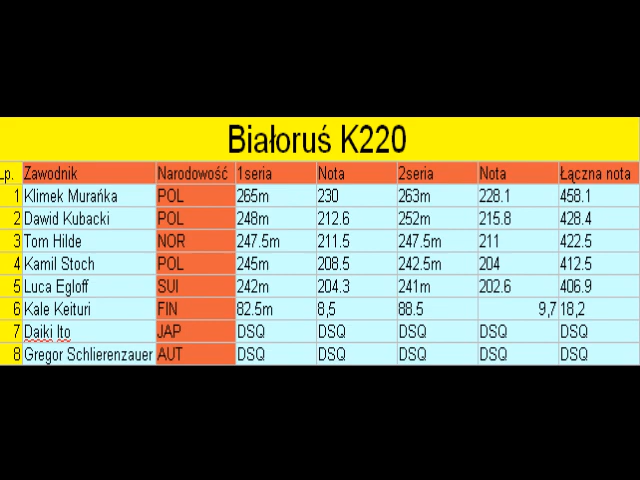 Białoruś K220
Lp. Zawodnik Narodowość 1seria Nota 2seria Nota Łączna nota
1 Klimek Murańka POL 265m 230 263m 228.1 458.1
2 Dawid Kubacki POL 248m 212.6 252m 215.8 428.4
3 Tom Hilde NOR 247.5m 211.5 247.5m 211 422.5
4 Kamil Stoch POL 245m 208.5 242.5m 204 412.5
5 Luca Egloff SUI 242m 204.3 241m 202.6 406.9
6 Kale Keituri FIN 82.5m 8,5 88.5 9,7 18,2
7 Daiki Ito JAP DSQ DSQ DSQ DSQ DSQ
8 Gregor Schlierenzauer AUT DSQ DSQ DSQ DSQ DSQ